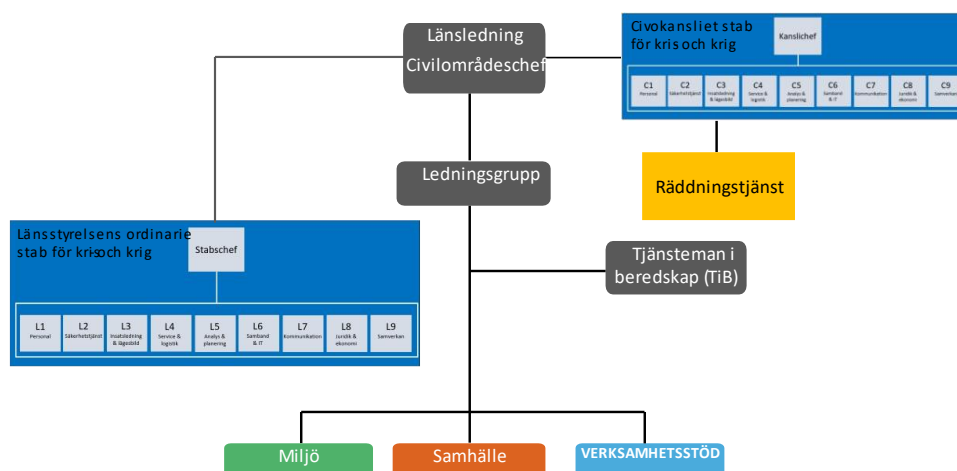 Länsledning
Civilområdeschef
Civokansliet stab
för kris och krig
Kanslichef
C1
Personal
C2
Säkerhetstjänst
C3
Insatsledning
& lägesbild
C4
Service &
logistik
C5
Analys &
planering
C6
Samband
& IT
C7
Kommunikation
C8
Juridik &
ekonomi
C9
Samverkan
Räddningstjänst
Ledningsgrupp
Länsstyrelsens ordinarie
stab för kris-och krig
Stabschef
L1
Personal
L2
Säkerhetstjänst
L3
Insatsledning
& lägesbild
L4
Service &
logistik
L5
Analys &
planering
L6
Samband
& IT
L7
Kommunikation
L8
Juridik &
ekonomi
L9
Samverkan
Tjänsteman i
beredskap (TiB)
Miljö
Samhälle
VERKSAMHETSSTÖD